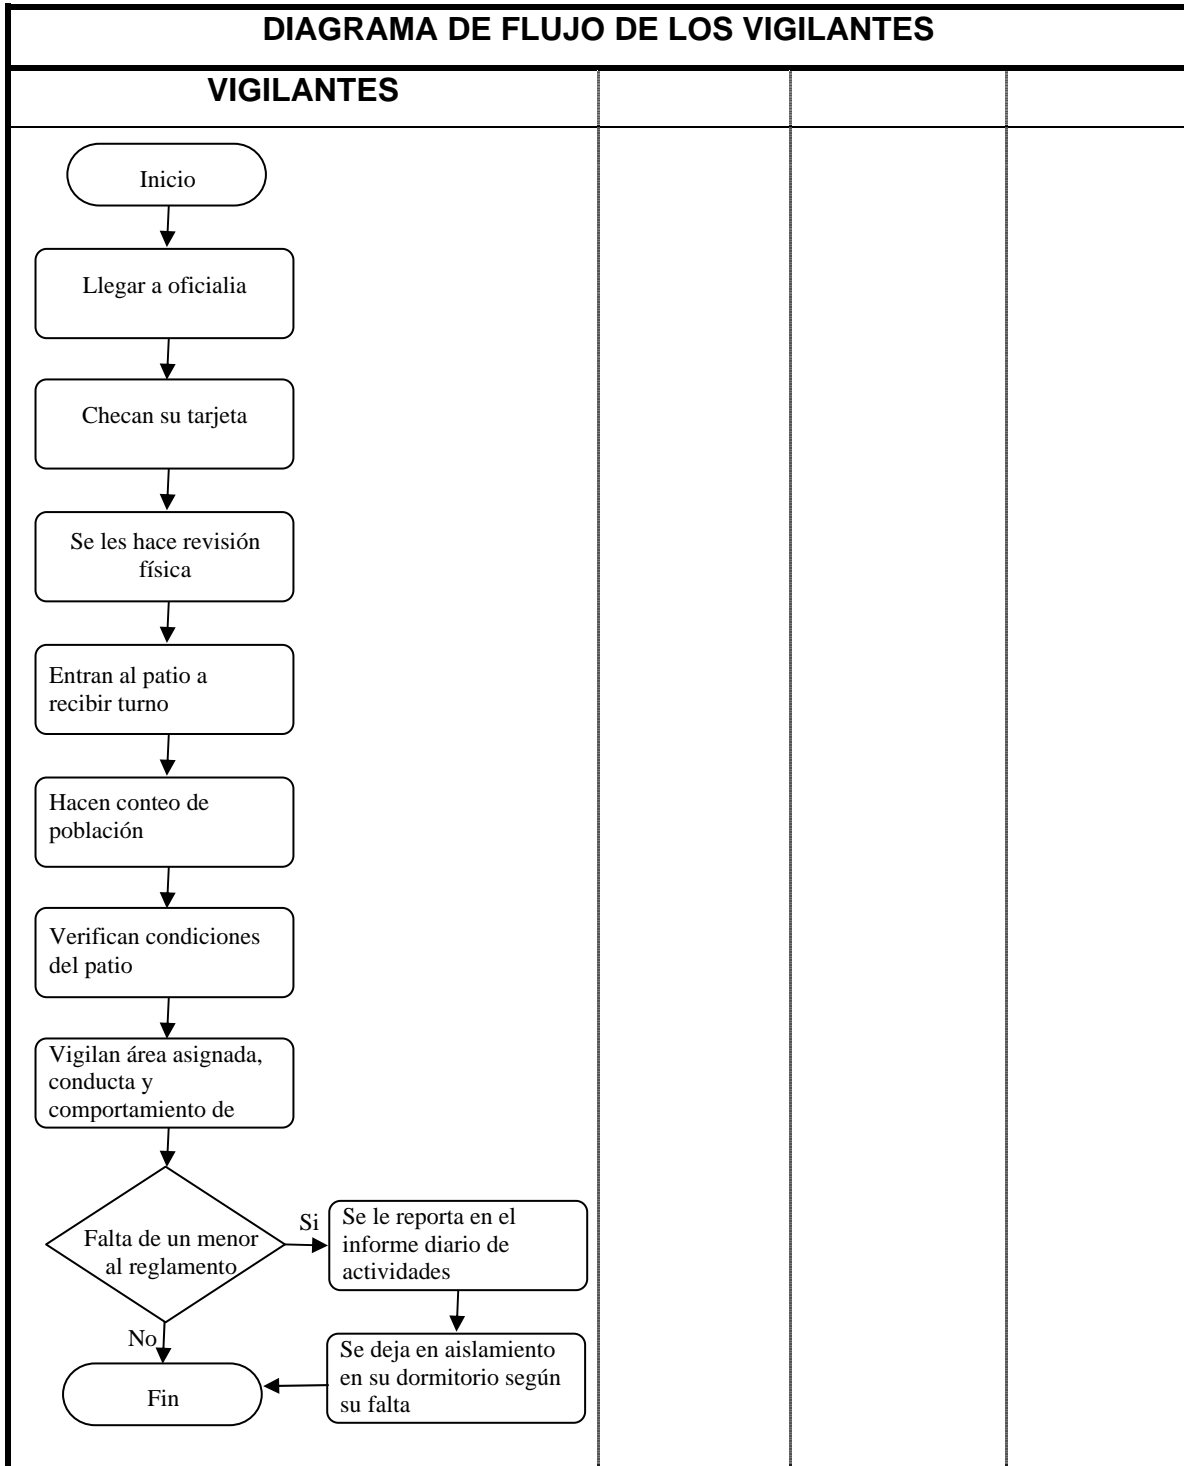 DIAGRAMA DE FLUJO DE LOS VIGILANTES
VIGILANTES
Inicio
Llegar a oficialia
Checan su tarjeta
Se les hace revisión
física
Entran al patio a
recibir turno
Hacen conteo de
población
Verifican condiciones
del patio
Vigilan área asignada,
conducta y
comportamiento de
Falta de un menor
al reglamento
Si
Se le reporta en el
informe diario de
actividades
No
Se deja en aislamiento
en su dormitorio según
su falta
Fin